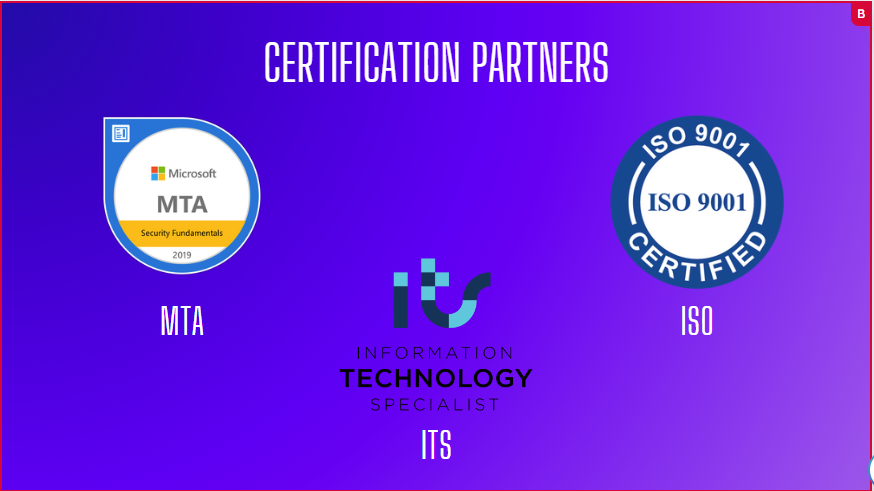 B
CERTIFICATION PARTNERS
Microsoft
MTA
Security Fundamentals
2019
MTA
ISO 9001
ISO 9001
CERTIFIED
ISO
its
INFORMATION
TECHNOLOGY
SPECIALIST
ITS